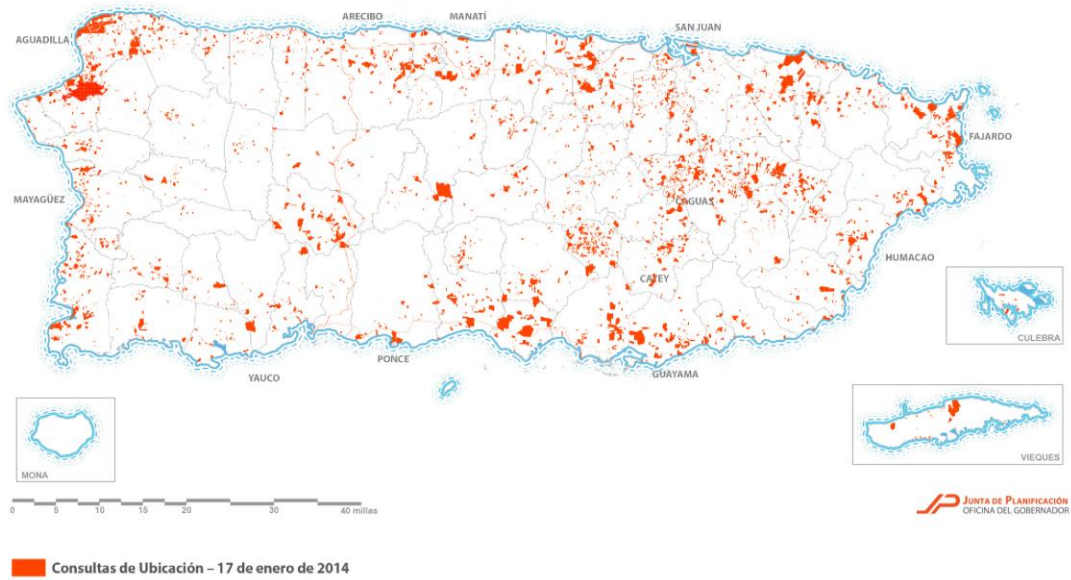 ARECIBO
MANATÍ
SAN JUAN
AGUADILLA
FAJARDO
MAYAGÜEZ
CAGUAS
HUMACAO
CAYEY
CULEBRA
PONCE
GUAYAMA
YAUCO
VIEQUES
MONA
0 5 10 15 20 30 40 millas
JUNTA DE PLANIFICACIÓN
OFICINA DEL GOBERNADOR
Consultas de Ubicación – 17 de enero de 2014